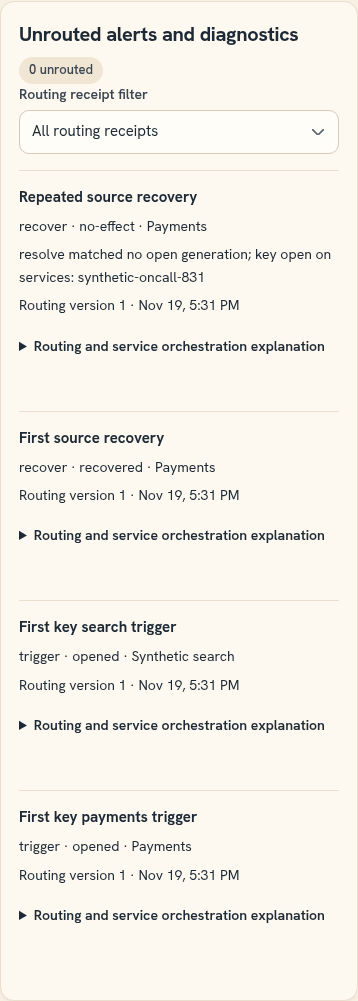 Unrouted alerts and diagnostics
0 unrouted
Routing receipt filter
All routing receipts
Repeated source recovery
recover · no-effect · Payments
resolve matched no open generation; key open on
services: synthetic-oncall-831
Routing version 1 · Nov 19, 5:31 PM
Routing and service orchestration explanation
First source recovery
recover · recovered · Payments
Routing version 1 · Nov 19, 5:31 PM
Routing and service orchestration explanation
First key search trigger
trigger · opened · Synthetic search
Routing version 1 · Nov 19, 5:31 PM
Routing and service orchestration explanation
First key payments trigger
trigger · opened · Payments
Routing version 1 · Nov 19, 5:31 PM
Routing and service orchestration explanation